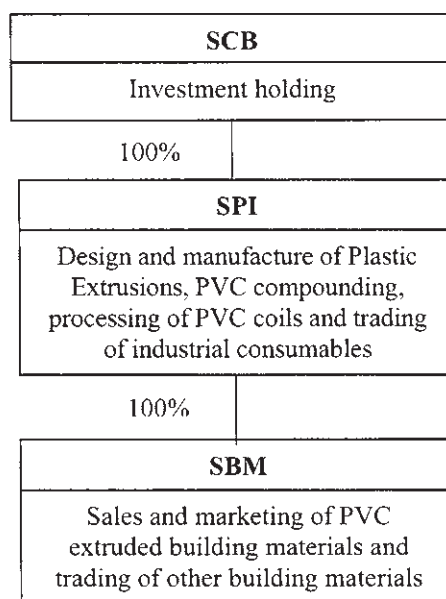 SCB
Investment holding
100%
SPI
Design and manufacture of Plastic
Extrusions, PVC compounding,
processing of PVC coils and trading
of industrial consumables
100%
SBM
Sales and marketing of PVC
extruded building materials and
trading of other building materials